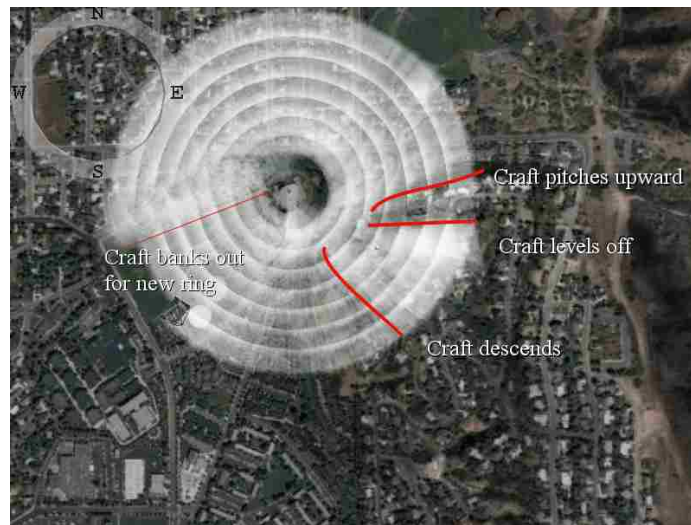 N
W
E
S
Craft pitches upward
Craft levels off
Craft banks out
for new ring
Craft descends